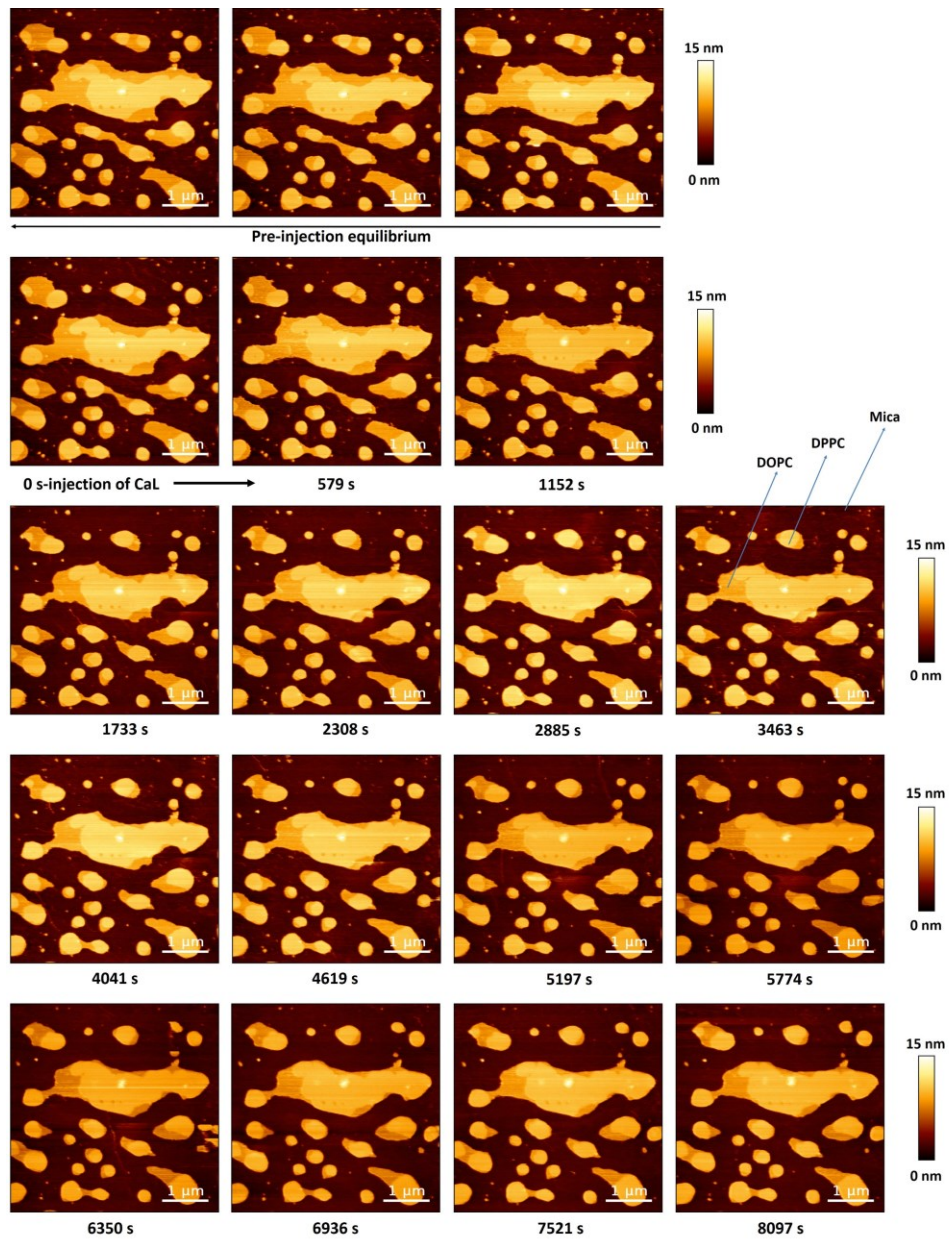 15 nm
0 nm
1 µm 1 µm 1 µm
Pre-injection equilibrium
15 nm
0 nm
1 µm 1 µm 1 µm
0 s-injection of CaL 579 s 1152 s
Mica
DPPC
DOPC
15 nm
0 nm
1 µm 1 µm 1 µm 1 µm
1733 s 2308 s 2885 s 3463 s
15 nm
0 nm
1 µm 1 µm 1 µm 1 µm
4041 s 4619 s 5197 s 5774 s
15 nm
0 nm
1 µm 1 µm 1 µm 1 µm
6350 s 6936 s 7521 s 8097 s